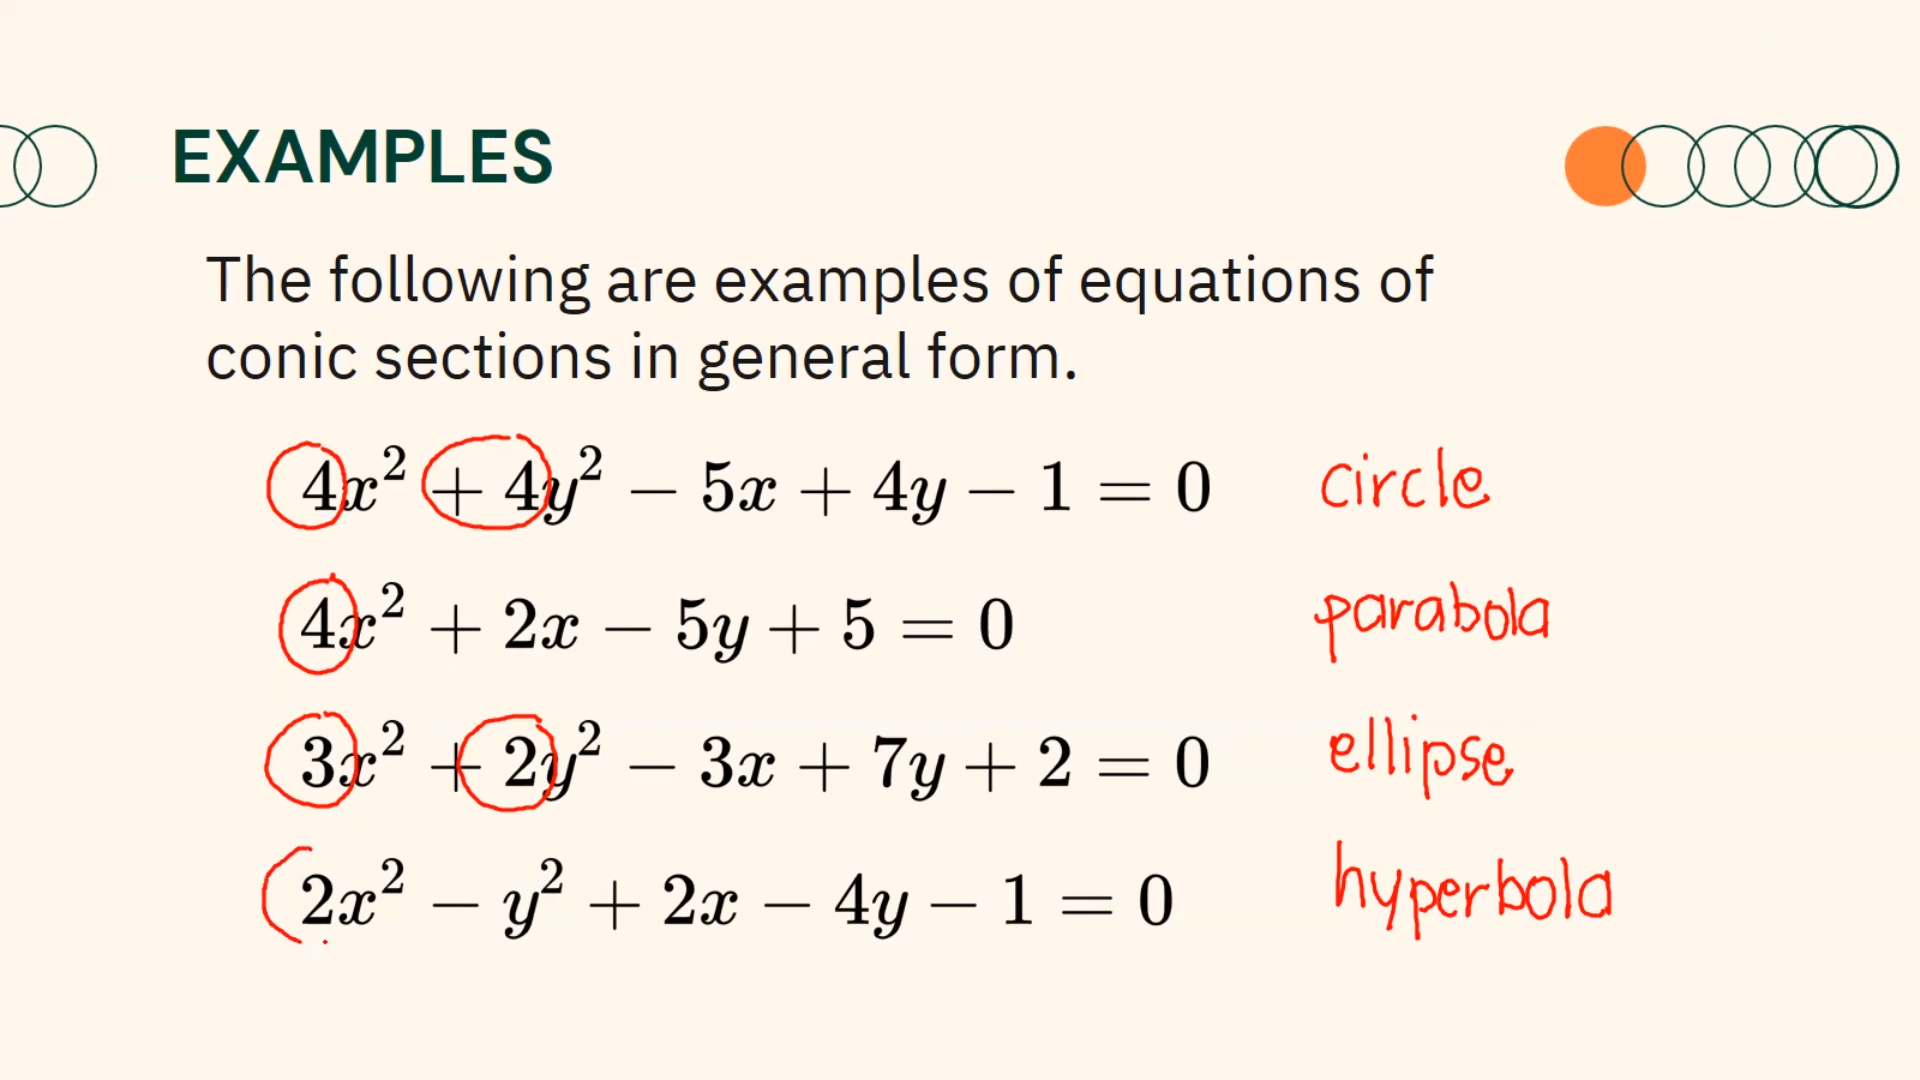 EXAMPLES
The following are examples of equations of
conic sections in general form.
4x² + 4y² − 5x + 4y − 1 = 0 circle
4x² + 2x − 5y + 5 = 0 parabola
3x² + 2y² − 3x + 7y + 2 = 0 ellipse
2x² − y² + 2x − 4y − 1 = 0 hyperbola